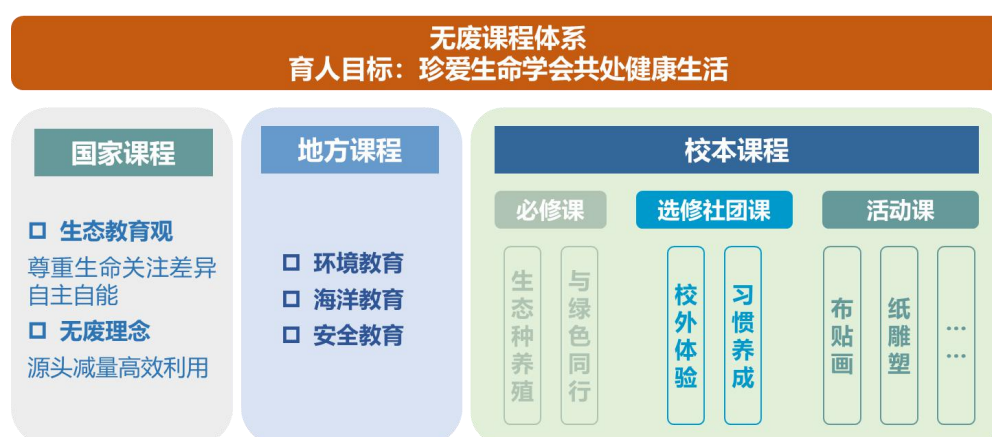 无废课程体系
育人目标：珍爱生命学会共处健康生活
国家课程
生态教育观
尊重生命关注差异
自主自能
无废理念
源头减量高效利用
地方课程
环境教育
海洋教育
安全教育
校本课程
必修课
生态种养殖
与绿色同行
选修社团课
校外体验
习惯养成
活动课
布贴画
纸雕塑
……